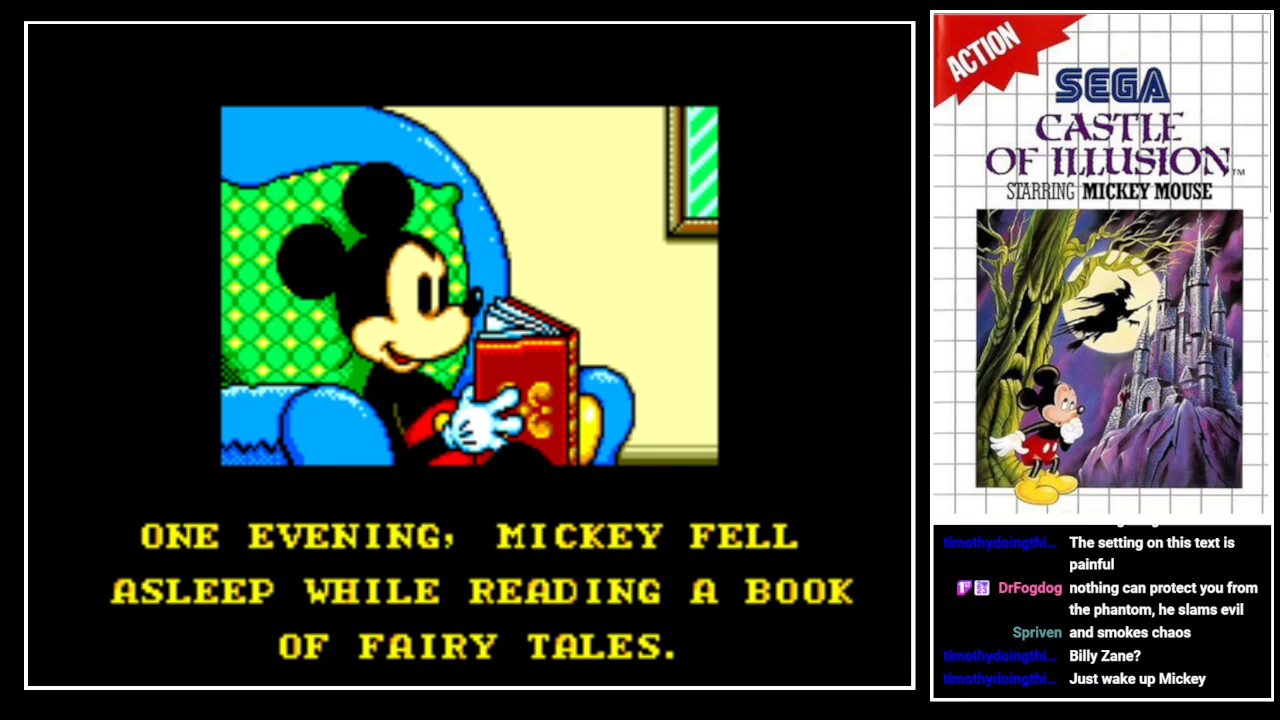 ONE EVENING, MICKEY FELL
ASLEEP WHILE READING A BOOK
OF FAIRY TALES.
ACTION
SEGA
CASTLE
OF ILLUSION™
STARRING MICKEY MOUSE
timothydoingthi... The setting on this text is
painful
DrFogdog nothing can protect you from
the phantom, he slams evil
Spriven and smokes chaos
timothydoingthi... Billy Zane?
timothydoingthi... Just wake up Mickey